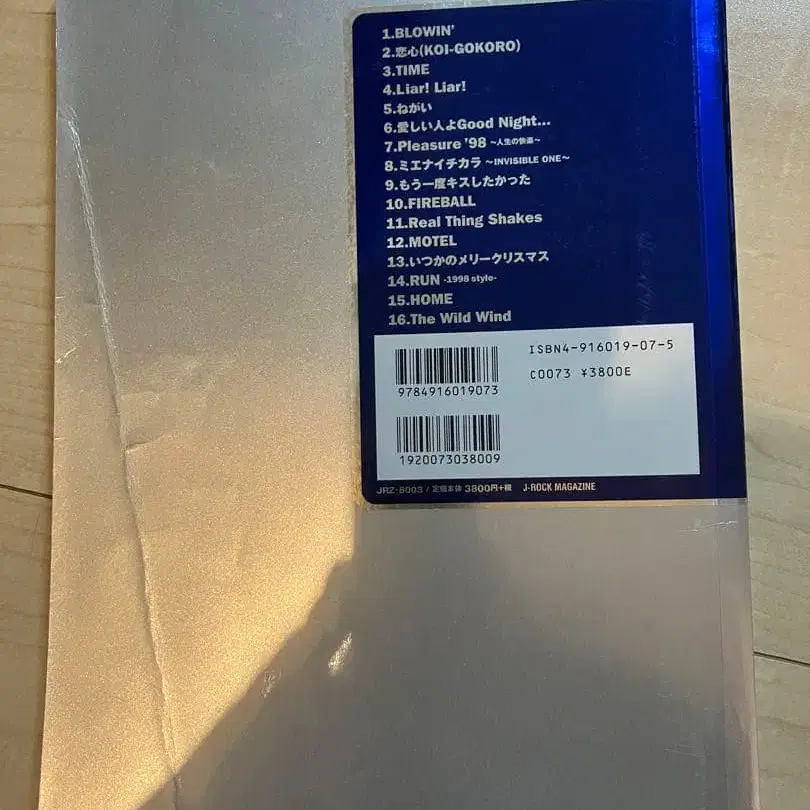 1.BLOWIN'
2.恋心(KOI-GOKORO)
3.TIME
4.Liar! Liar!
5.ねがい
6.愛しい人よGood Night...
7.Pleasure '98 ～人生の快楽～
8.ミエナイチカラ ～INVISIBLE ONE～
9.もう一度キスしたかった
10.FIREBALL
11.Real Thing Shakes
12.MOTEL
13.いつかのメリークリスマス
14.RUN -1998 style-
15.HOME
16.The Wild Wind
ISBN4-916019-07-5
C0073 ¥3800E
9784916019073
1920073038009
JRZ-B003 / 定価本体 3800円+税 J-ROCK MAGAZINE